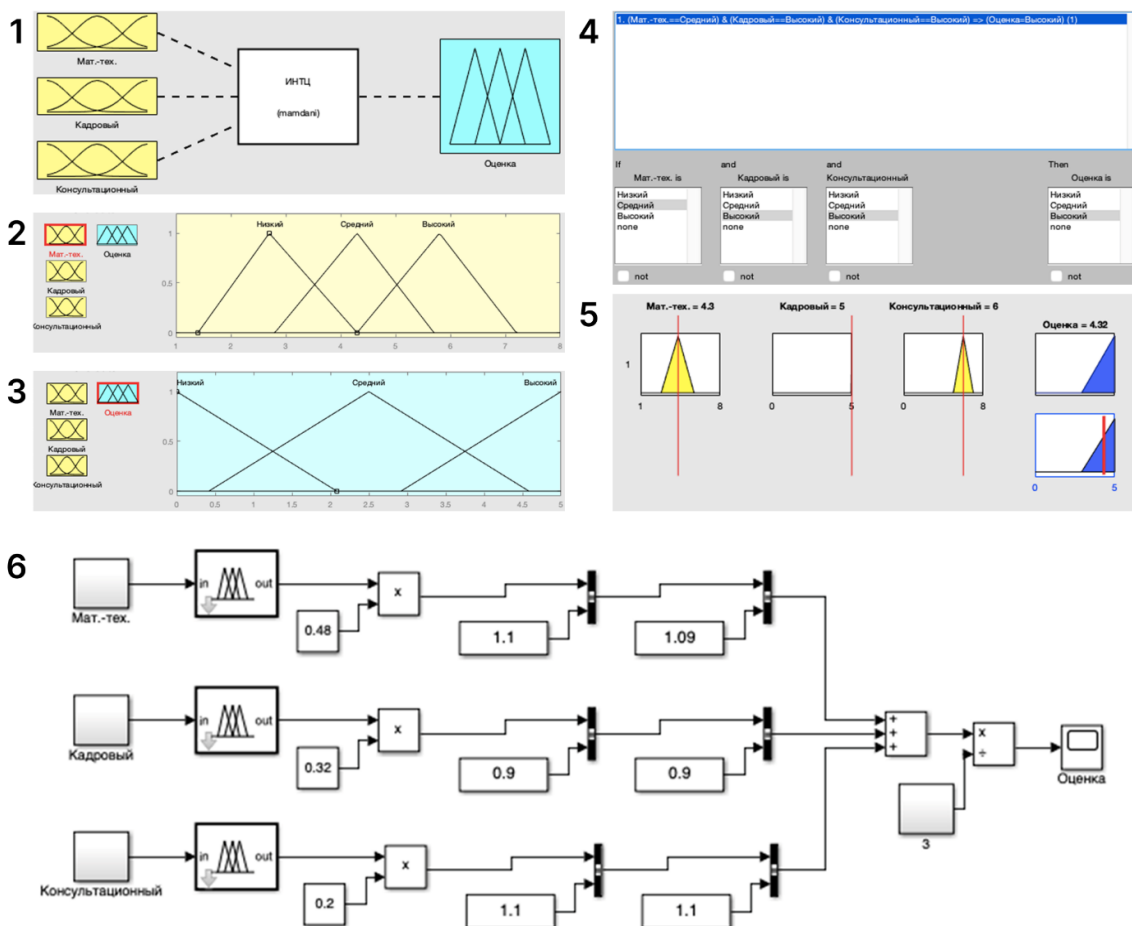 1
Мат.-тех.
Кадровый
Консультационный
ИНТЦ
(mamdani)
Оценка
2
Мат.-тех.
Оценка
Кадровый
Консультационный
Низкий Средний Высокий
1
0.5
0
1 2 3 4 5 6 7 8
3
Мат.-тех.
Оценка
Кадровый
Консультационный
Низкий Средний Высокий
1
0.5
0
0 0.5 1 1.5 2 2.5 3 3.5 4 4.5 5
4
1. (Мат.-тех.==Средний) & (Кадровый==Высокий) & (Консультационный==Высокий) => (Оценка=Высокий) (1)
If and and Then
Мат.-тех. is Кадровый is Консультационный Оценка is
Низкий Низкий Низкий Низкий
Средний Средний Средний Средний
Высокий Высокий Высокий Высокий
none none none none
not not not not
5
Мат.-тех. = 4.3 Кадровый = 5 Консультационный = 6 Оценка = 4.32
1
1 8 0 5 0 8
0 5
6
in out
x
0.48
1.1
1.09
Мат.-тех.
in out
x
0.32
0.9
0.9
Кадровый
in out
x
0.2
1.1
1.1
Консультационный
+
+
+
x
÷
3
Оценка